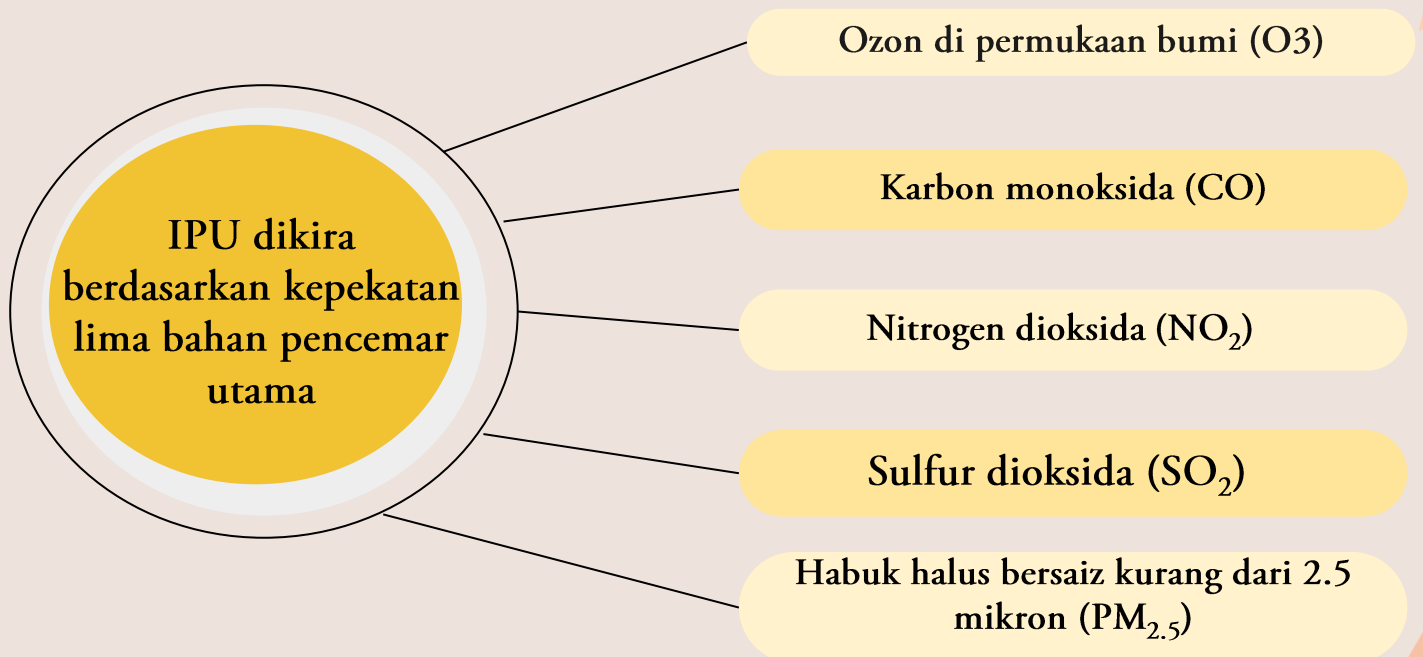 IPU dikira
berdasarkan kepekatan
lima bahan pencemar
utama
Ozon di permukaan bumi (O3)
Karbon monoksida (CO)
Nitrogen dioksida (NO₂)
Sulfur dioksida (SO₂)
Habuk halus bersaiz kurang dari 2.5
mikron (PM₂.₅)